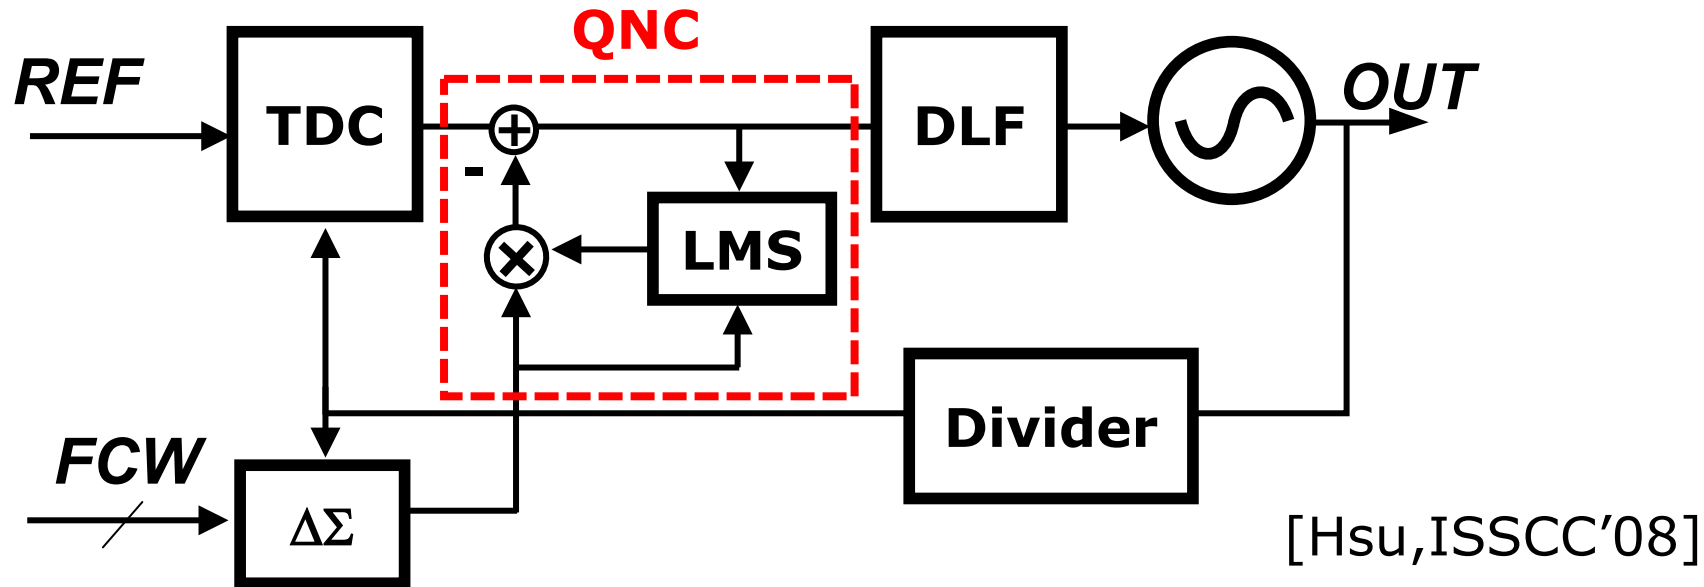 QNC
REF
TDC
+
-
DLF
OUT
×
LMS
FCW
Divider
ΔΣ
[Hsu,ISSCC'08]